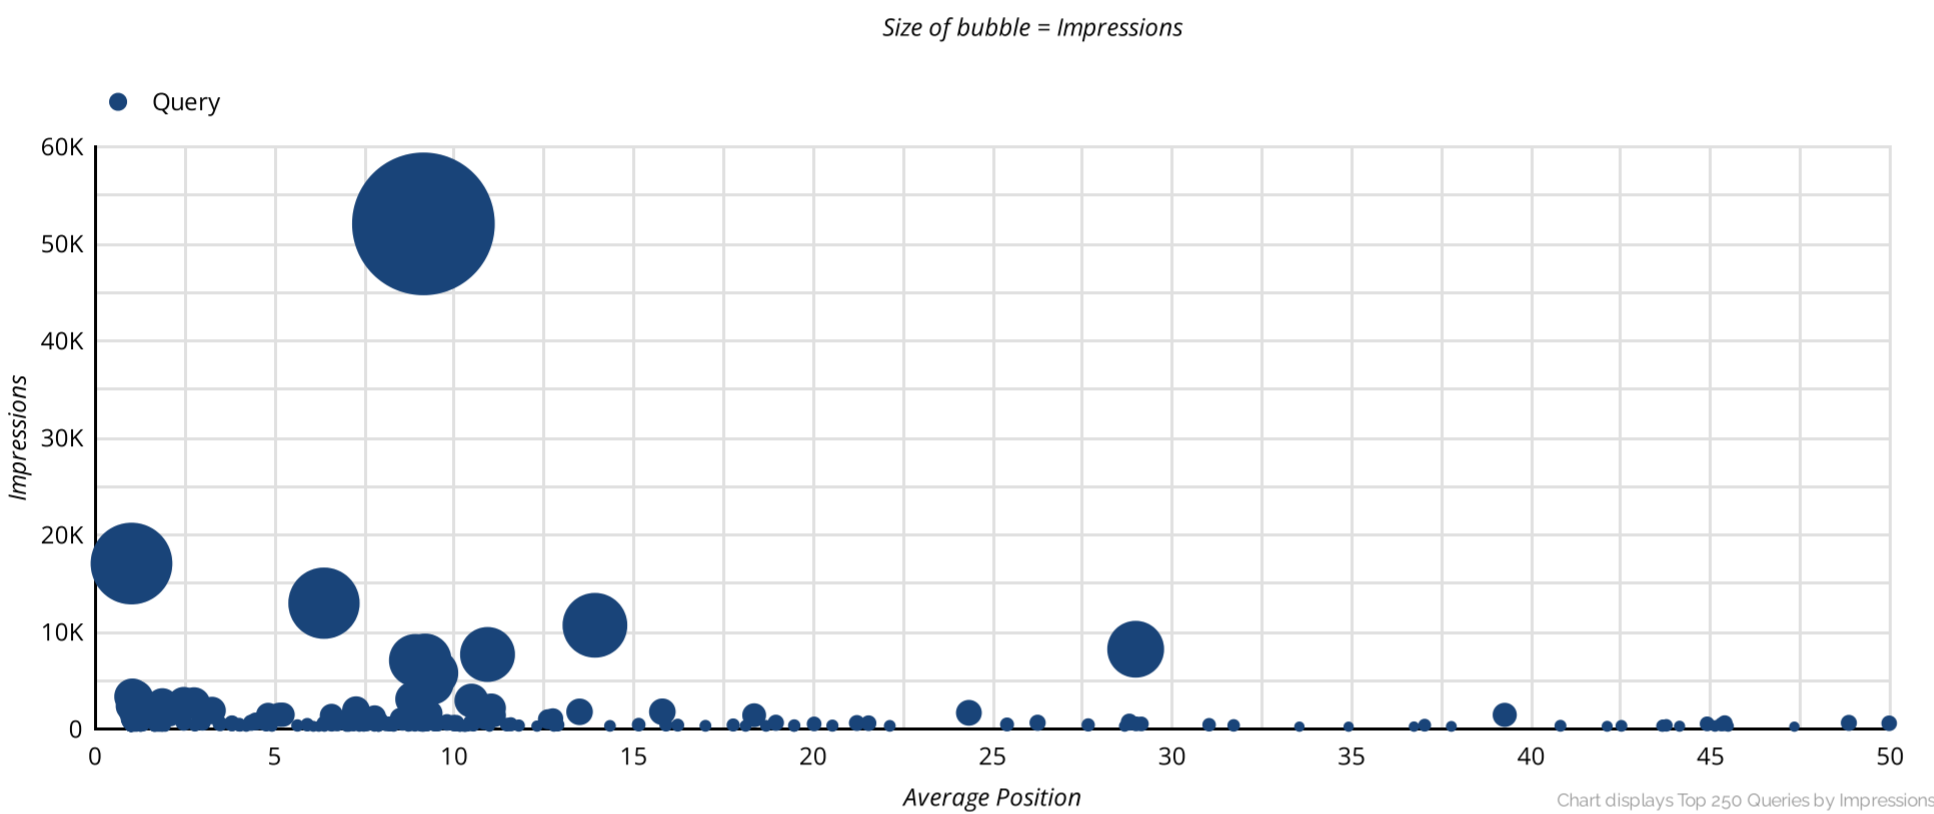 Size of bubble = Impressions
Query
60K
50K
40K
30K
20K
10K
0
Impressions
0 5 10 15 20 25 30 35 40 45 50
Average Position
Chart displays Top 250 Queries by Impressions